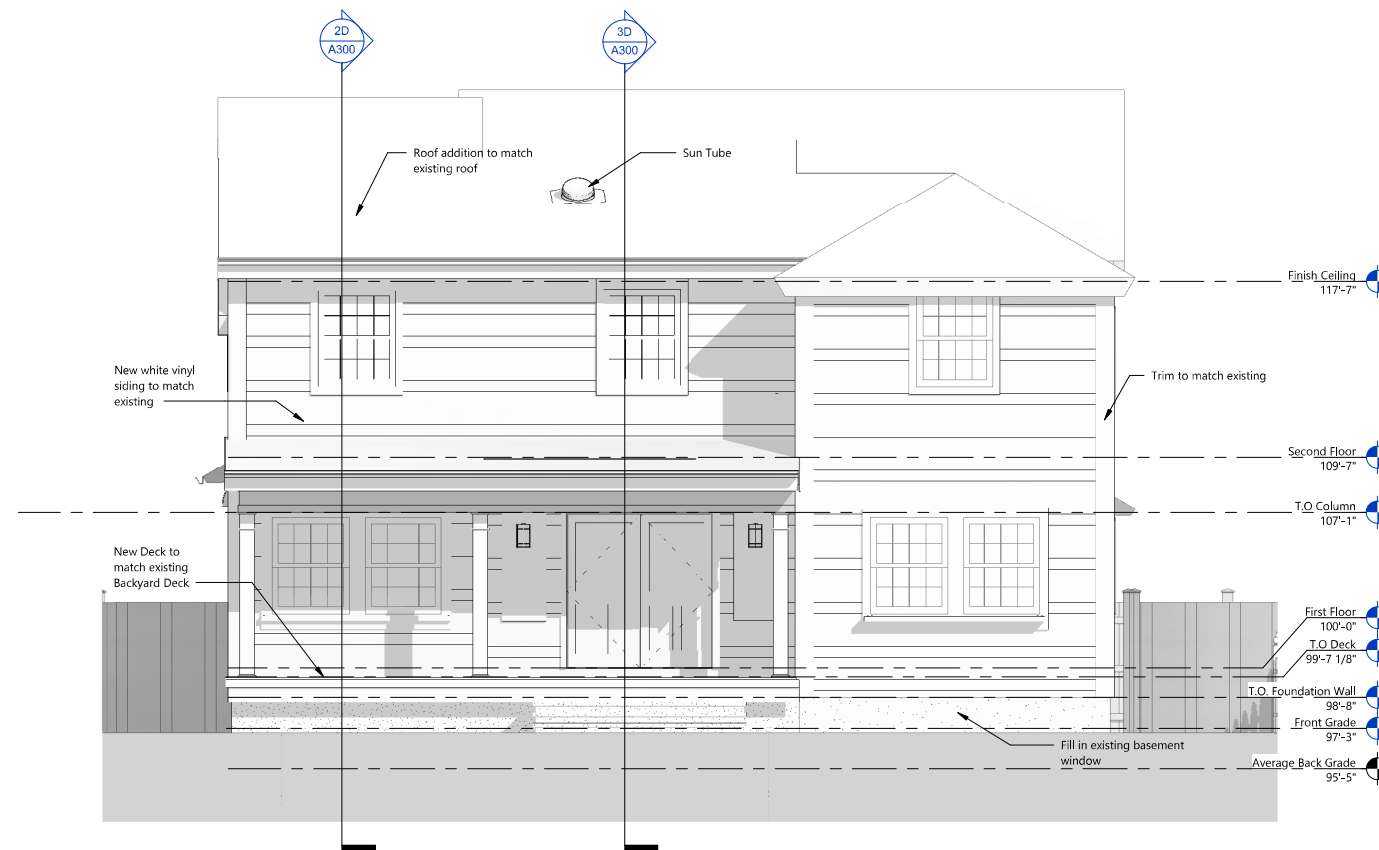 2D
A300
3D
A300
Roof addition to match
existing roof
Sun Tube
Finish Ceiling
117'-7"
New white vinyl
siding to match
existing
Trim to match existing
Second Floor
109'-7"
T.O Column
107'-1"
New Deck to
match existing
Backyard Deck
First Floor
100'-0"
T.O Deck
99'-7 1/8"
T.O. Foundation Wall
98'-8"
Front Grade
97'-3"
Fill in existing basement
window
Average Back Grade
95'-5"